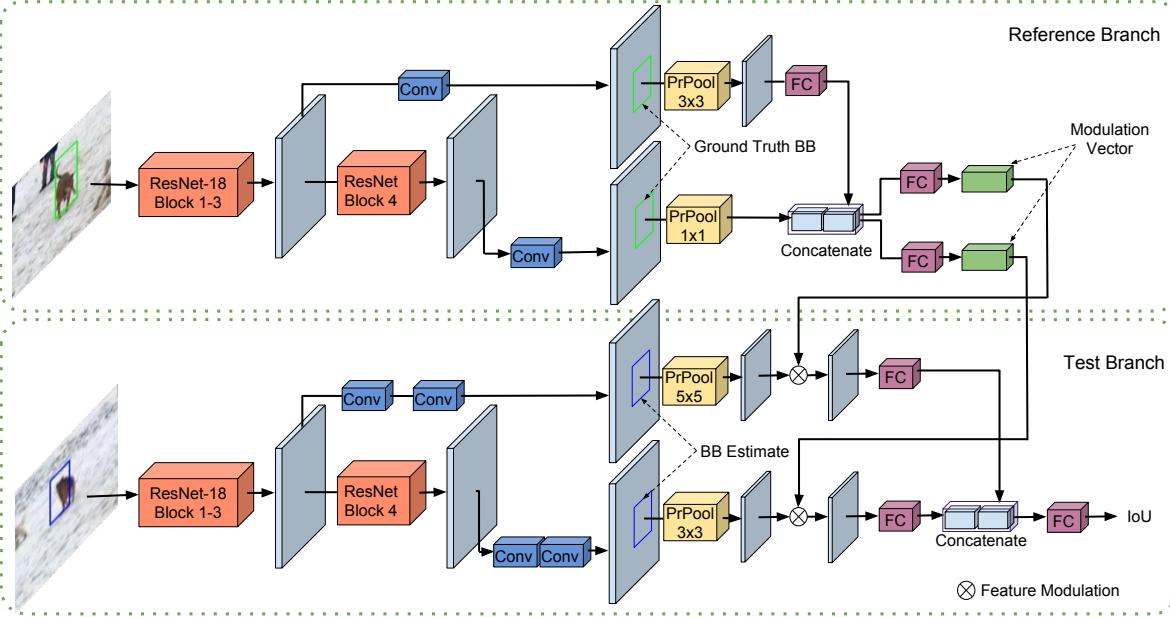 Reference Branch
Conv
PrPool
3x3
FC
ResNet-18
Block 1-3
ResNet
Block 4
Ground Truth BB
Modulation
Vector
FC
PrPool
1x1
Concatenate
Conv
FC
Test Branch
PrPool
5x5
FC
Conv
Conv
BB Estimate
ResNet-18
Block 1-3
ResNet
Block 4
PrPool
3x3
FC
FC
IoU
Concatenate
Conv
Conv
Feature Modulation